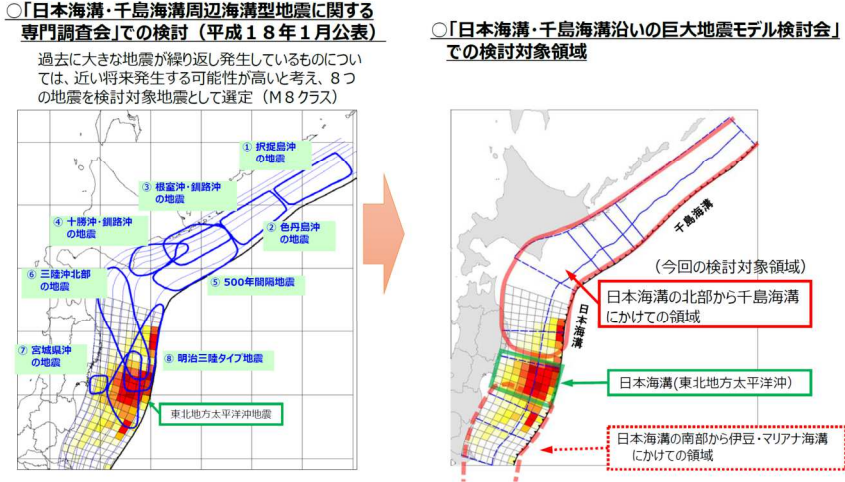 ○「日本海溝・千島海溝周辺海溝型地震に関する
専門調査会」での検討（平成１８年１月公表）
過去に大きな地震が繰り返し発生しているものについ
ては、近い将来発生する可能性が高いと考え、８つ
の地震を検討対象地震として選定（Ｍ８クラス）
① 択捉島沖
の地震
③ 根室沖・釧路沖
の地震
④ 十勝沖・釧路沖
の地震
② 色丹島沖
の地震
⑥ 三陸沖北部
の地震
⑤ 500年間隔地震
⑦ 宮城県沖
の地震
⑧ 明治三陸タイプ地震
東北地方太平洋沖地震
○「日本海溝・千島海溝沿いの巨大地震モデル検討会」
での検討対象領域
千島海溝
（今回の検討対象領域）
日本海溝の北部から千島海溝
にかけての領域
日本海溝
日本海溝(東北地方太平洋沖)
日本海溝の南部から伊豆・マリアナ海溝
にかけての領域